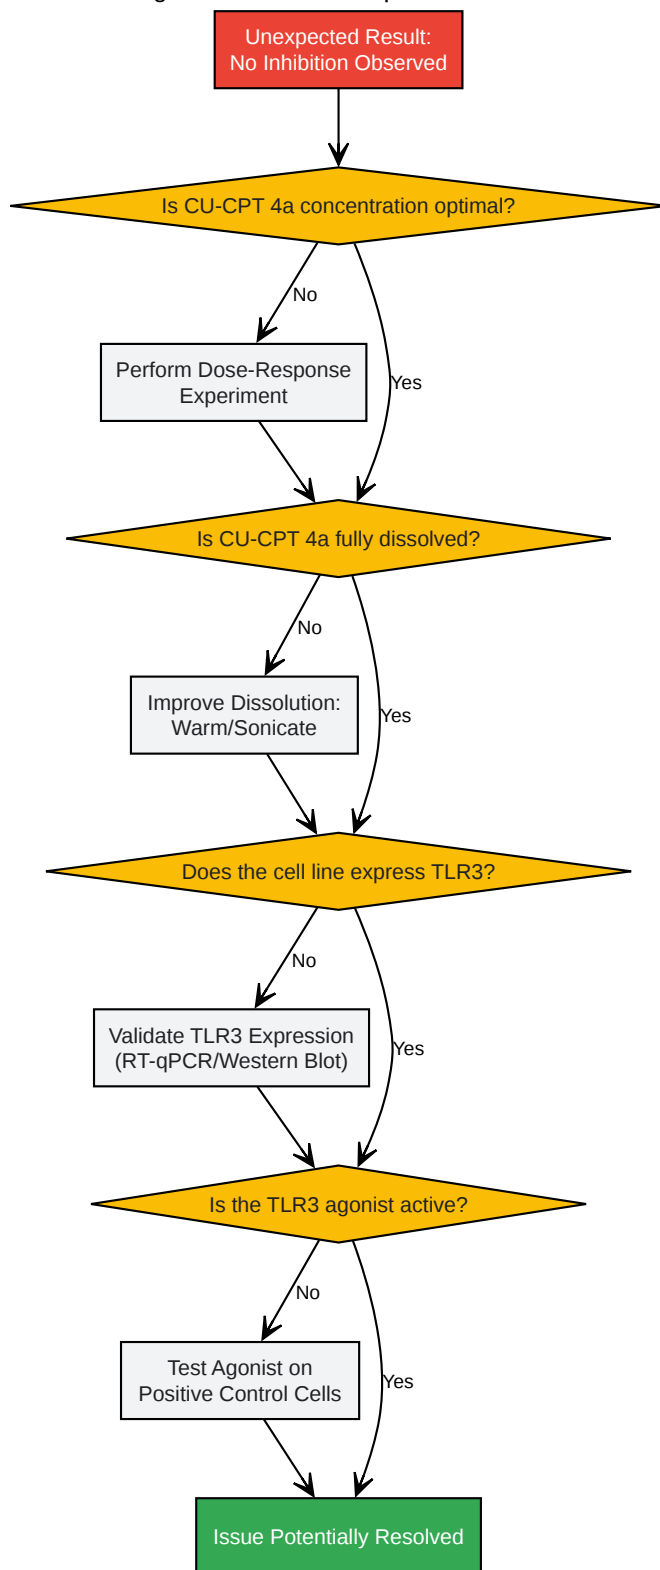 Unexpected Result:
No Inhibition Observed
Is CU-CPT 4a concentration optimal?
No
Perform Dose-Response
Experiment
Yes
Is CU-CPT 4a fully dissolved?
No
Improve Dissolution:
Warm/Sonicate
Yes
Does the cell line express TLR3?
No
Validate TLR3 Expression
(RT-qPCR/Western Blot)
Yes
Is the TLR3 agonist active?
No
Test Agonist on
Positive Control Cells
Yes
Issue Potentially Resolved